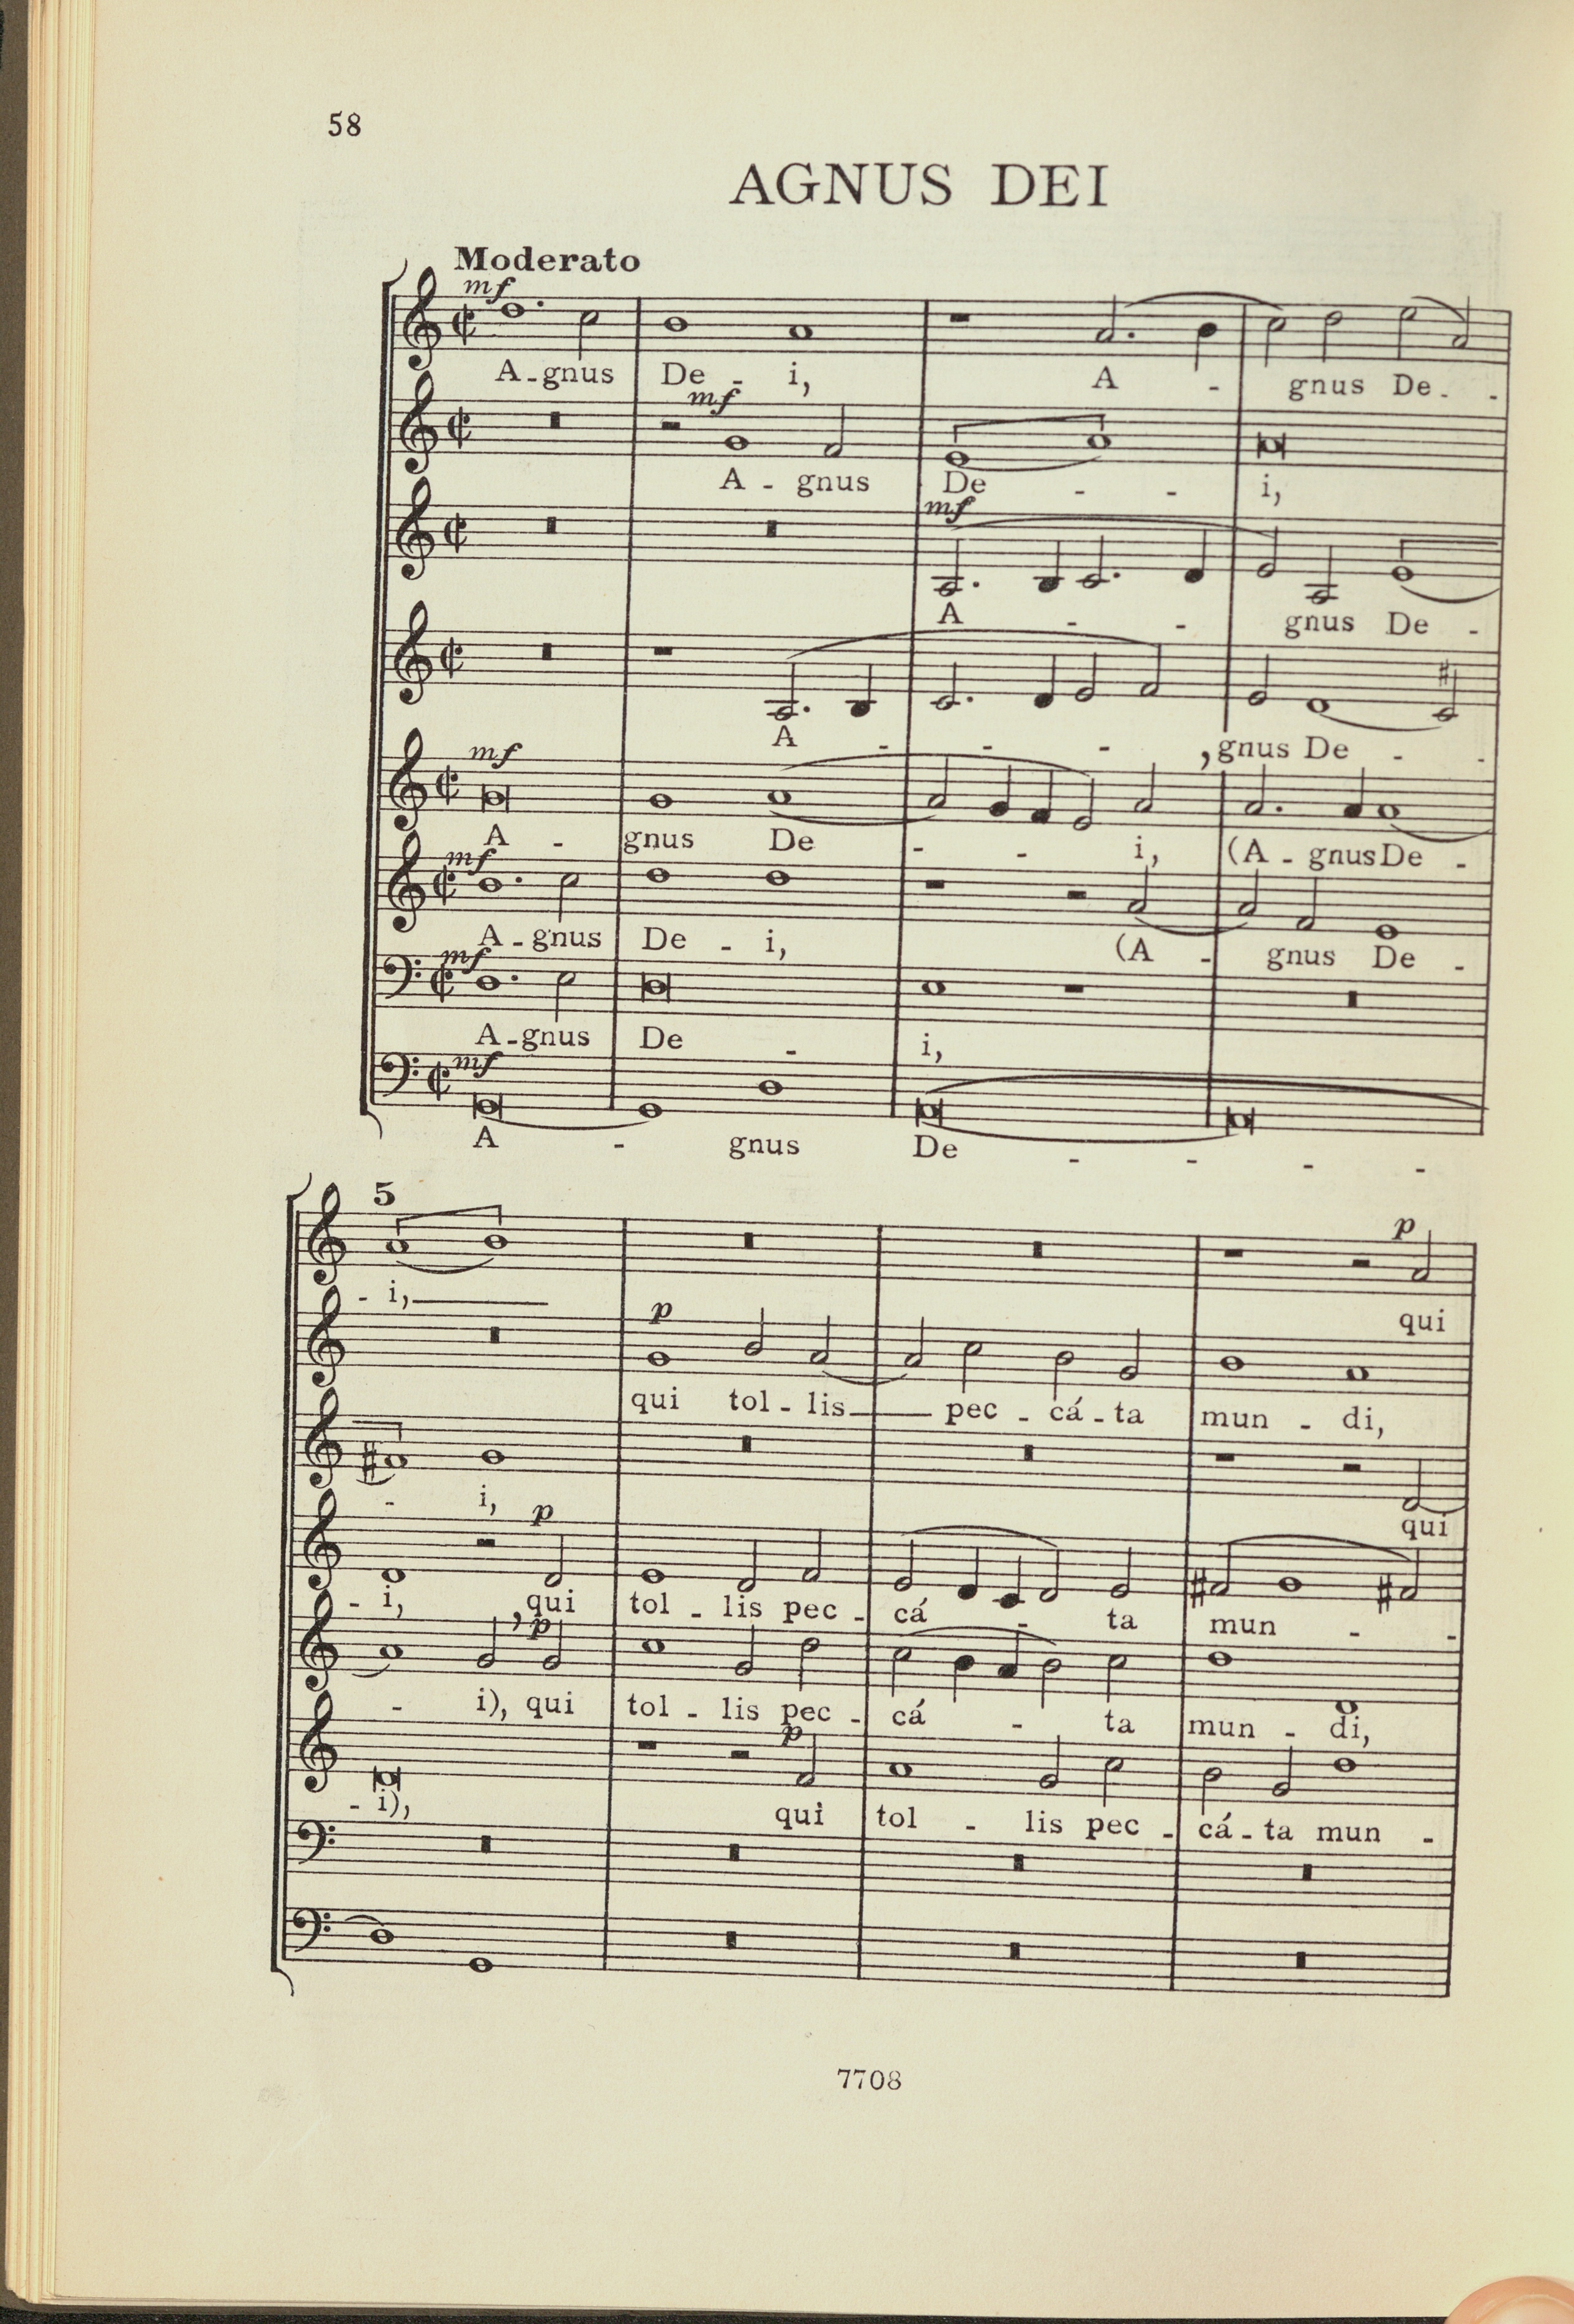 58
AGNUS DEI
Moderato
mf
A - gnus De - i, A - gnus De - -
mf
A - gnus De - - i,
mf
A - - gnus De -
A - - - , gnus De - -
mf
A - gnus De - - i, (A - gnus De -
mf
A - gnus De - i, (A - gnus De -
mf
A - gnus De - i,
mf
A - gnus De - - - -
5
p
- i, qui
p
qui tol - lis pec - cá - ta mun - di,
- i, qui
p
- i, qui tol - lis pec - cá - ta mun - -
, p
- i), qui tol - lis pec - cá - ta mun - di,
p
- i), qui tol - lis pec - cá - ta mun -
7708